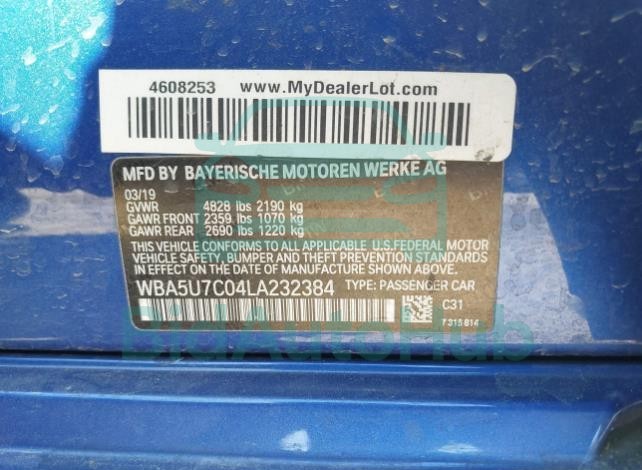 4608253 www.MyDealerLot.com
MFD BY BAYERISCHE MOTOREN WERKE AG
03/19
GVWR 4828 lbs 2190 kg
GAWR FRONT 2359 lbs 1070 kg
GAWR REAR 2690 lbs 1220 kg
THIS VEHICLE CONFORMS TO ALL APPLICABLE U.S.FEDERAL MOTOR
VEHICLE SAFETY, BUMPER AND THEFT PREVENTION STANDARDS
IN EFFECT ON THE DATE OF MANUFACTURE SHOWN ABOVE.
WBA5U7C04LA232384 TYPE: PASSENGER CAR
C31
7315814
BidAutoHub